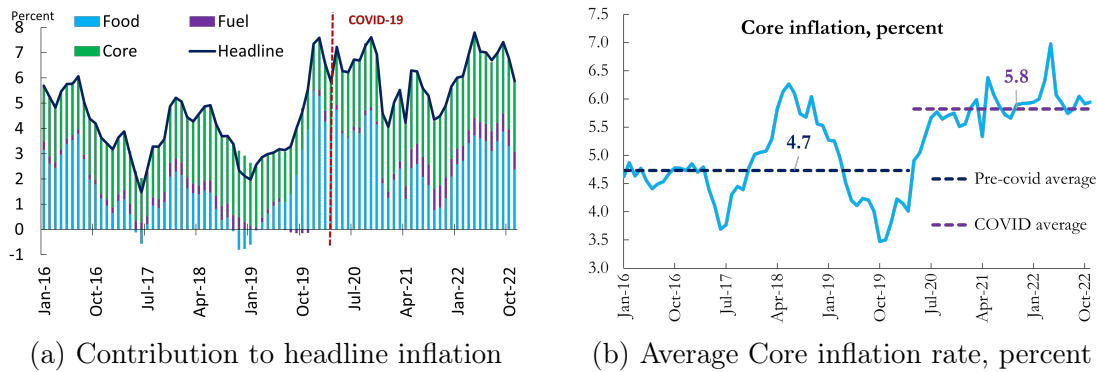 Percent
Food
Fuel
COVID-19
Core
Headline
8
7
6
5
4
3
2
1
0
-1
Jan-16
Oct-16
Jul-17
Apr-18
Jan-19
Oct-19
Jul-20
Apr-21
Jan-22
Oct-22
(a) Contribution to headline inflation
Core inflation, percent
7.5
7.0
6.5
6.0
5.5
5.0
4.5
4.0
3.5
3.0
5.8
4.7
Pre-covid average
COVID average
Jan-16
Oct-16
Jul-17
Apr-18
Jan-19
Oct-19
Jul-20
Apr-21
Jan-22
Oct-22
(b) Average Core inflation rate, percent